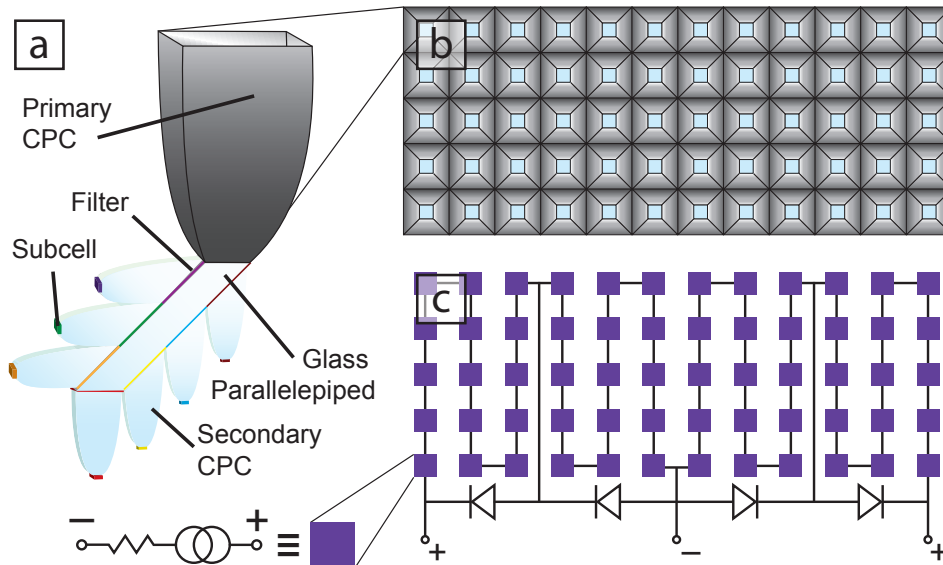 a
Primary
CPC
Filter
Subcell
Glass
Parallelepiped
Secondary
CPC
− + ≡
b
c
+ − +